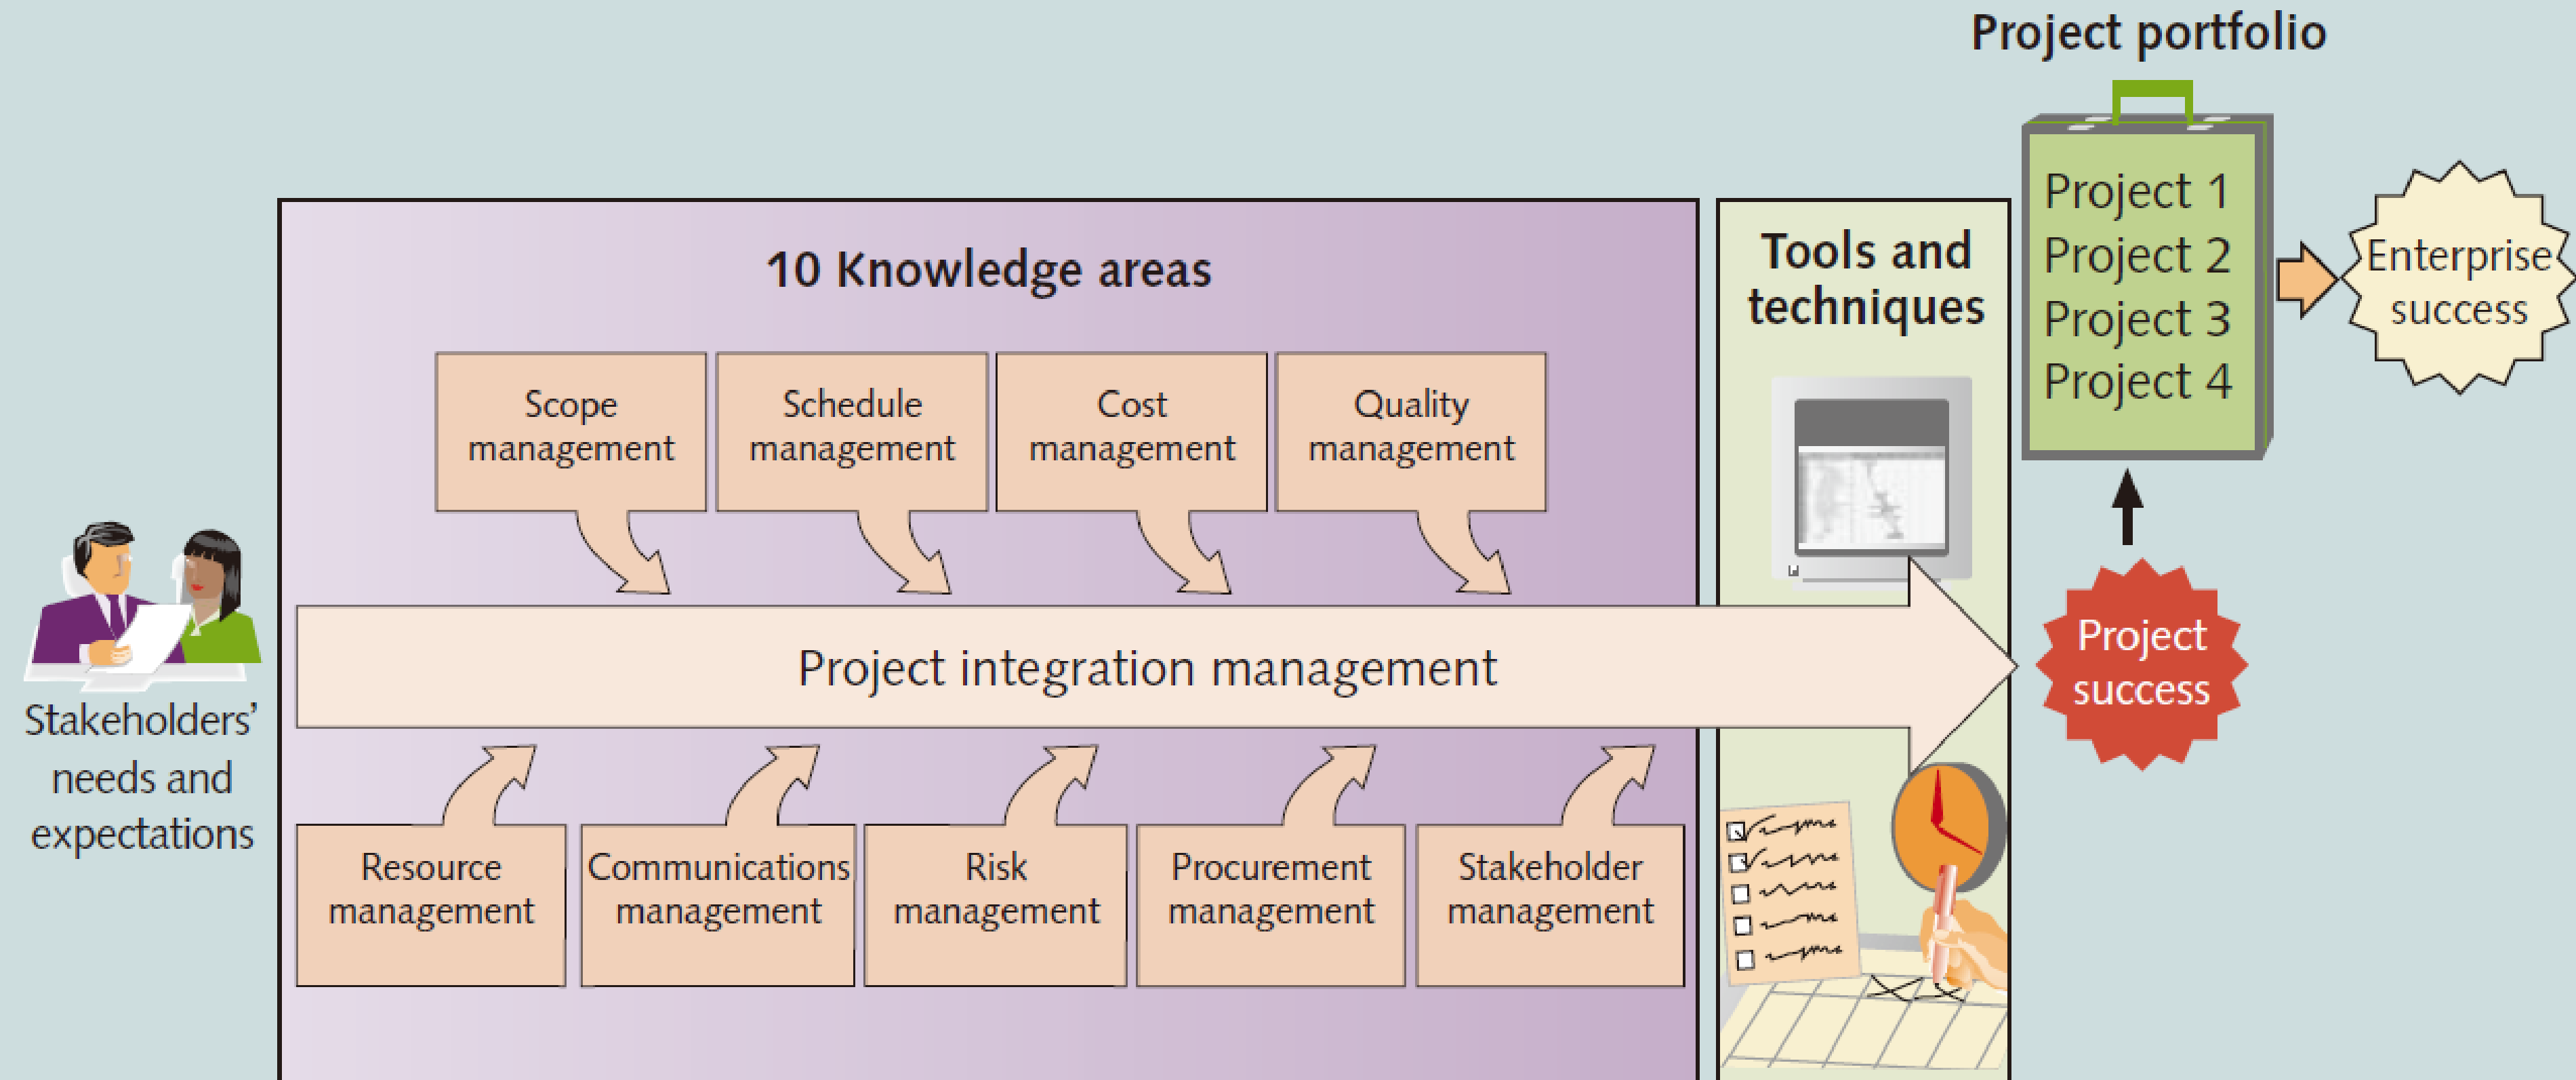 Project portfolio
Project 1
Project 2
Project 3
Project 4
Enterprise
success
10 Knowledge areas
Tools and
techniques
Scope
management
Schedule
management
Cost
management
Quality
management
Project integration management
Project
success
Stakeholders’
needs and
expectations
Resource
management
Communications
management
Risk
management
Procurement
management
Stakeholder
management